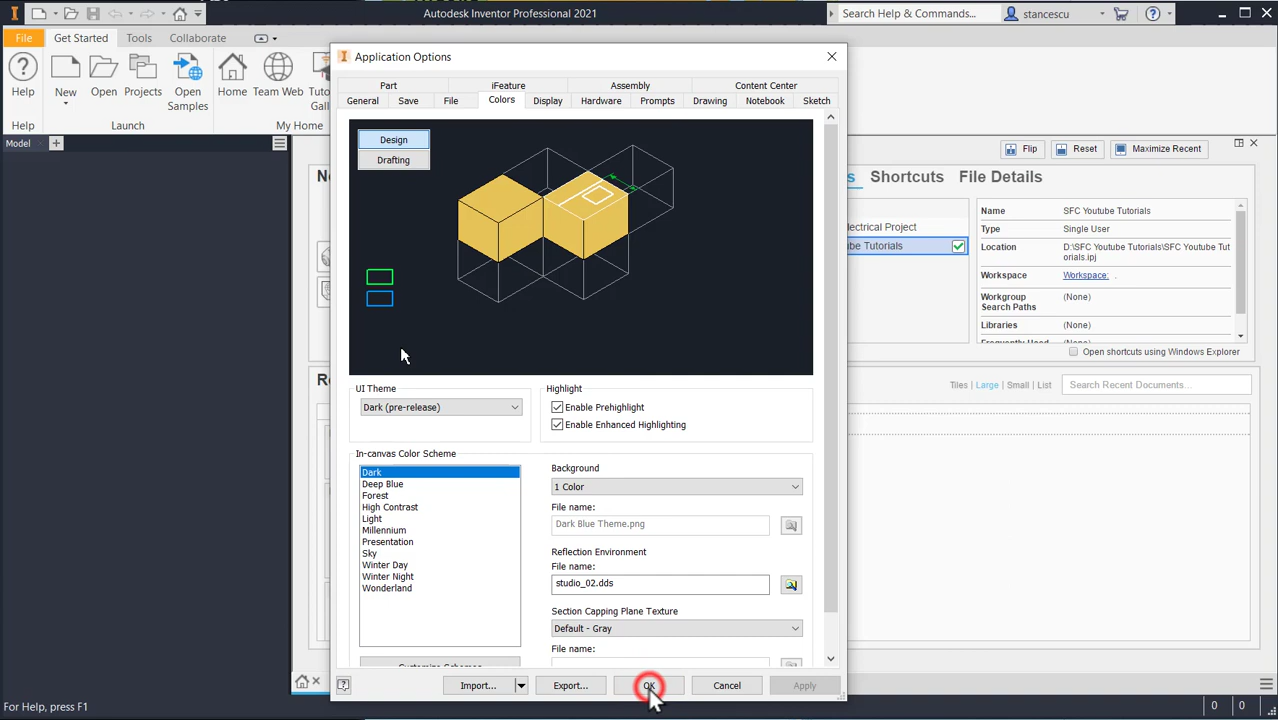 Autodesk Inventor Professional 2021
Search Help & Commands...
stancescu
File
Get Started
Tools
Collaborate
Help
New
Open
Projects
Open
Samples
Home
Team Web
Help
Launch
My Home
Model
Application Options
Part
iFeature
Assembly
Content Center
General
Save
File
Colors
Display
Hardware
Prompts
Drawing
Notebook
Sketch
Design
Drafting
UI Theme
Dark (pre-release)
Highlight
Enable Prehighlight
Enable Enhanced Highlighting
In-canvas Color Scheme
Dark
Deep Blue
Forest
High Contrast
Light
Millennium
Presentation
Sky
Winter Day
Winter Night
Wonderland
Background
1 Color
File name:
Dark Blue Theme.png
Reflection Environment
File name:
studio_02.dds
Section Capping Plane Texture
Default - Gray
File name:
Customize Schemes...
Import...
Export...
OK
Cancel
Apply
Flip
Reset
Maximize Recent
Shortcuts
File Details
lectrical Project
be Tutorials
Name
SFC Youtube Tutorials
Type
Single User
Location
D:\SFC Youtube Tutorials\SFC Youtube Tut
orials.ipj
Workspace
Workspace: .
Workgroup
Search Paths
(None)
Libraries
(None)
Frequently Used
(None)
Open shortcuts using Windows Explorer
Tiles | Large | Small | List
Search Recent Documents...
For Help, press F1
0 0